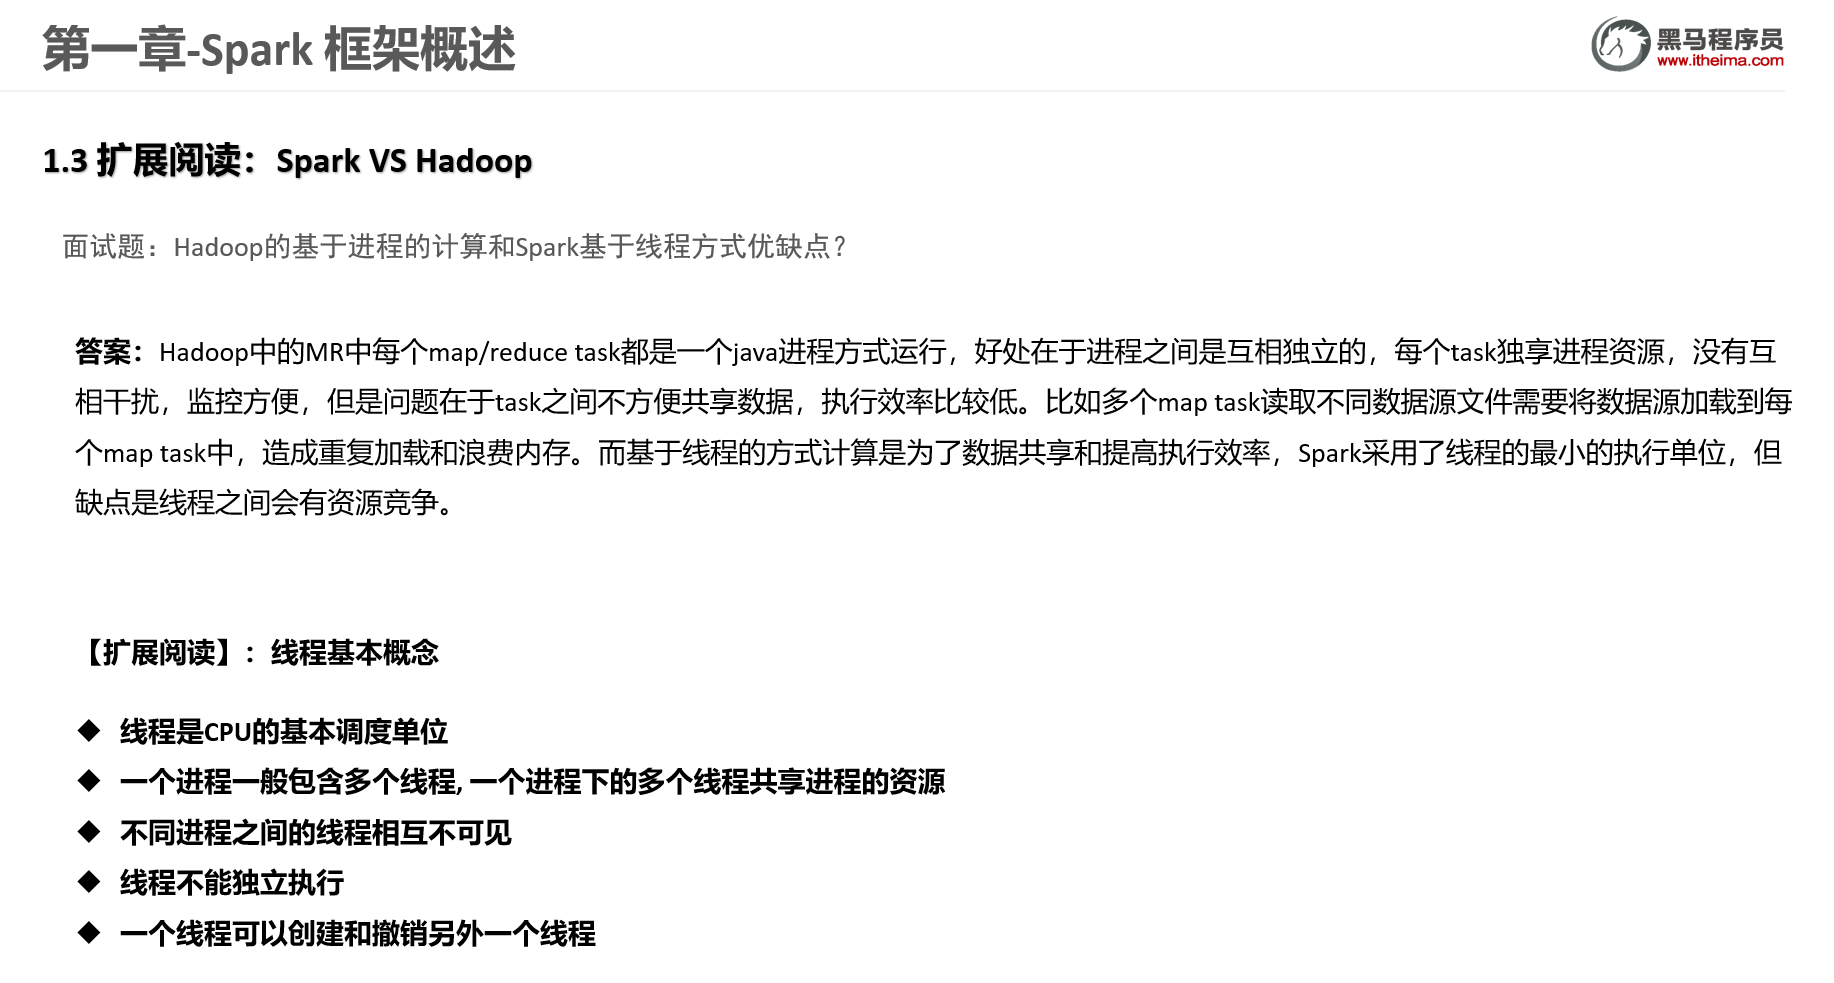 第一章-Spark 框架概述
黑马程序员
www.itheima.com
1.3 扩展阅读：Spark VS Hadoop
面试题：Hadoop的基于进程的计算和Spark基于线程方式优缺点？
答案：Hadoop中的MR中每个map/reduce task都是一个java进程方式运行，好处在于进程之间是互相独立的，每个task独享进程资源，没有互
相干扰，监控方便，但是问题在于task之间不方便共享数据，执行效率比较低。比如多个map task读取不同数据源文件需要将数据源加载到每
个map task中，造成重复加载和浪费内存。而基于线程的方式计算是为了数据共享和提高执行效率，Spark采用了线程的最小的执行单位，但
缺点是线程之间会有资源竞争。
【扩展阅读】：线程基本概念
◆ 线程是CPU的基本调度单位
◆ 一个进程一般包含多个线程, 一个进程下的多个线程共享进程的资源
◆ 不同进程之间的线程相互不可见
◆ 线程不能独立执行
◆ 一个线程可以创建和撤销另外一个线程